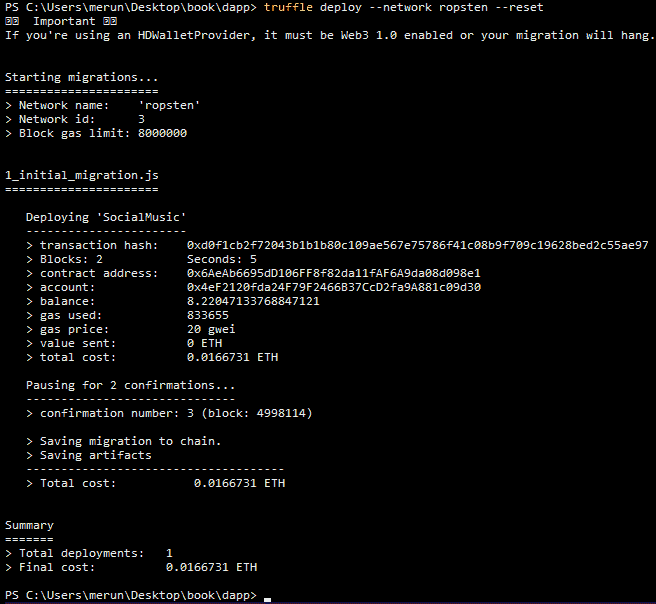 PS C:\Users\merun\Desktop\book\dapp> truffle deploy --network ropsten --reset
Important
If you're using an HDWalletProvider, it must be Web3 1.0 enabled or your migration will hang.
Starting migrations...
======================
> Network name:    'ropsten'
> Network id:      3
> Block gas limit: 8000000
1_initial_migration.js
======================
Deploying 'SocialMusic'
-----------------------
> transaction hash:    0xd0f1cb2f72043b1b1b80c109ae567e75786f41c08b9f709c19628bed2c55ae97
> Blocks: 2            Seconds: 5
> contract address:    0x6AeAb6695dD106FF8f82da11fAF6A9da08d098e1
> account:             0x4eF2120fda24F79F2466B37CcD2fa9A881c09d30
> balance:             8.22047133768847121
> gas used:            833655
> gas price:           20 gwei
> value sent:          0 ETH
> total cost:          0.0166731 ETH
Pausing for 2 confirmations...
------------------------------
> confirmation number: 3 (block: 4998114)
> Saving migration to chain.
> Saving artifacts
-------------------------------------
> Total cost:           0.0166731 ETH
Summary
=======
> Total deployments:   1
> Final cost:          0.0166731 ETH
PS C:\Users\merun\Desktop\book\dapp>